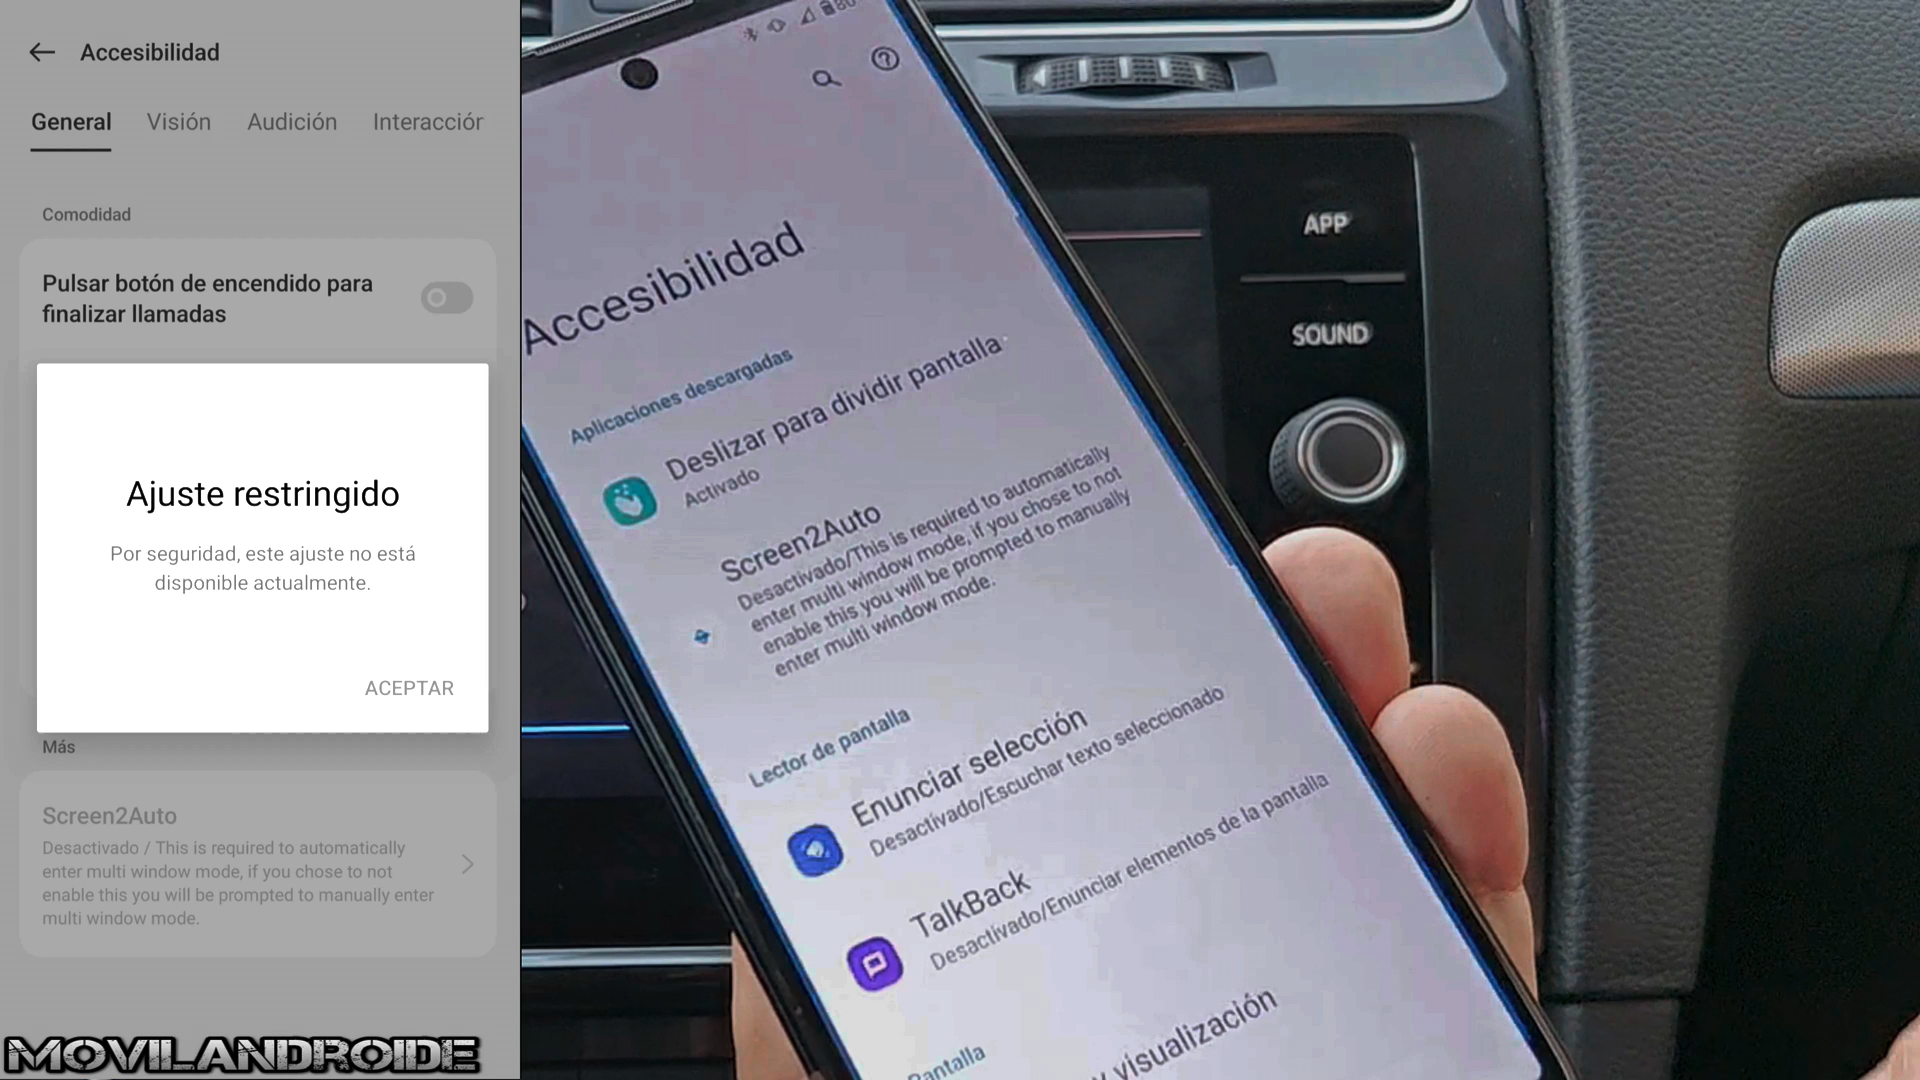 Accesibilidad
General Visión Audición Interacción
Comodidad
Pulsar botón de encendido para
finalizar llamadas
Ajuste restringido
Por seguridad, este ajuste no está
disponible actualmente.
ACEPTAR
Más
Screen2Auto
Desactivado / This is required to automatically
enter multi window mode, if you chose to not
enable this you will be prompted to manually enter
multi window mode.
MOVILANDROIDE
80
Accesibilidad
Aplicaciones descargadas
Deslizar para dividir pantalla
Activado
Screen2Auto
Desactivado/This is required to automatically
enter multi window mode, if you chose to not
enable this you will be prompted to manually
enter multi window mode.
Lector de pantalla
Enunciar selección
Desactivado/Escuchar texto seleccionado
TalkBack
Desactivado/Enunciar elementos de la pantalla
Pantalla
y visualización
APP
SOUND